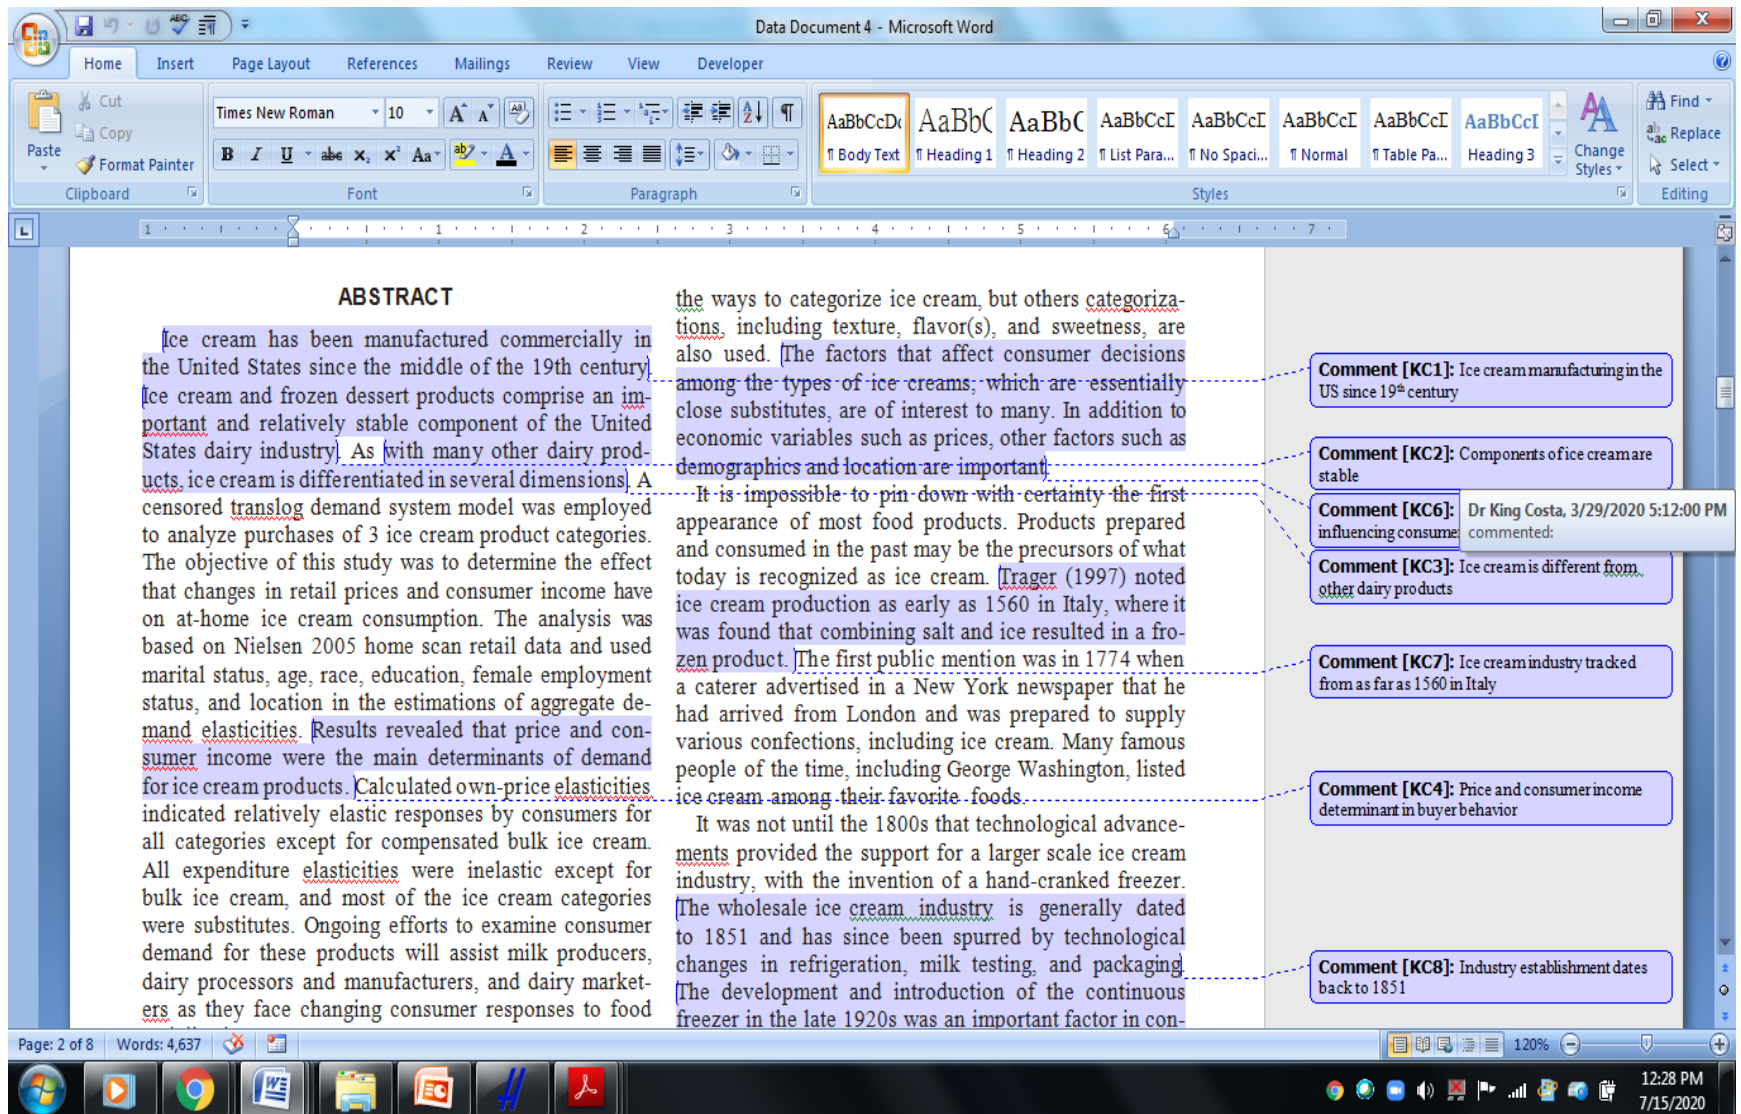 Data Document 4 - Microsoft Word
Home Insert Page Layout References Mailings Review View Developer
Paste
Cut
Copy
Format Painter
Clipboard
Times New Roman 10
Font
Paragraph
AaBbCcDc AaBb( AaBbC AaBbCcI AaBbCcI AaBbCcI AaBbCcI AaBbCcI
¶ Body Text ¶ Heading 1 ¶ Heading 2 ¶ List Para... ¶ No Spaci... ¶ Normal ¶ Table Pa... Heading 3
Styles
Change Styles
Find
Replace
Select
Editing
1 1 2 3 4 5 6 7
ABSTRACT
Ice cream has been manufactured commercially in
the United States since the middle of the 19th century.
Ice cream and frozen dessert products comprise an im-
portant and relatively stable component of the United
States dairy industry. As with many other dairy prod-
ucts, ice cream is differentiated in several dimensions. A
censored translog demand system model was employed
to analyze purchases of 3 ice cream product categories.
The objective of this study was to determine the effect
that changes in retail prices and consumer income have
on at-home ice cream consumption. The analysis was
based on Nielsen 2005 home scan retail data and used
marital status, age, race, education, female employment
status, and location in the estimations of aggregate de-
mand elasticities. Results revealed that price and con-
sumer income were the main determinants of demand
for ice cream products. Calculated own-price elasticities
indicated relatively elastic responses by consumers for
all categories except for compensated bulk ice cream.
All expenditure elasticities were inelastic except for
bulk ice cream, and most of the ice cream categories
were substitutes. Ongoing efforts to examine consumer
demand for these products will assist milk producers,
dairy processors and manufacturers, and dairy market-
ers as they face changing consumer responses to food
the ways to categorize ice cream, but others categoriza-
tions, including texture, flavor(s), and sweetness, are
also used. The factors that affect consumer decisions
among the types of ice creams, which are essentially
close substitutes, are of interest to many. In addition to
economic variables such as prices, other factors such as
demographics and location are important.
It is impossible to pin down with certainty the first
appearance of most food products. Products prepared
and consumed in the past may be the precursors of what
today is recognized as ice cream. Trager (1997) noted
ice cream production as early as 1560 in Italy, where it
was found that combining salt and ice resulted in a fro-
zen product. The first public mention was in 1774 when
a caterer advertised in a New York newspaper that he
had arrived from London and was prepared to supply
various confections, including ice cream. Many famous
people of the time, including George Washington, listed
ice cream among their favorite foods.
It was not until the 1800s that technological advance-
ments provided the support for a larger scale ice cream
industry, with the invention of a hand-cranked freezer.
The wholesale ice cream industry is generally dated
to 1851 and has since been spurred by technological
changes in refrigeration, milk testing, and packaging.
The development and introduction of the continuous
freezer in the late 1920s was an important factor in con-
Comment [KC1]: Ice cream manufacturing in the
US since 19th century
Comment [KC2]: Components of ice cream are
stable
Comment [KC6]:
influencing consume
Dr King Costa, 3/29/2020 5:12:00 PM
commented:
Comment [KC3]: Ice cream is different from
other dairy products
Comment [KC7]: Ice cream industry tracked
from as far as 1560 in Italy
Comment [KC4]: Price and consumer income
determinant in buyer behavior
Comment [KC8]: Industry establishment dates
back to 1851
Page: 2 of 8 Words: 4,637 120%
12:28 PM
7/15/2020